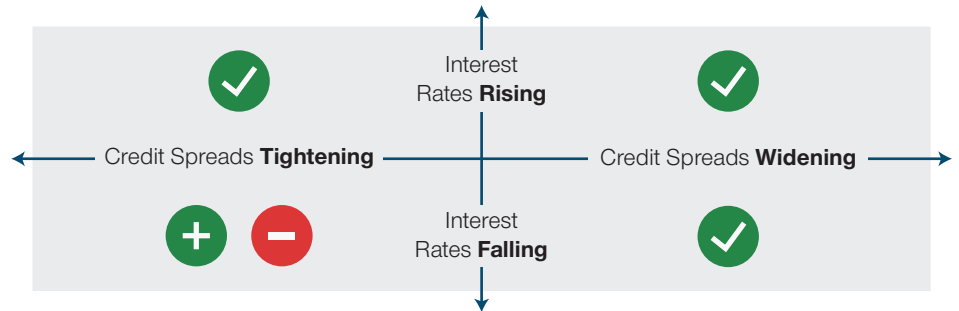 Interest
Rates Rising
Credit Spreads Tightening
Credit Spreads Widening
Interest
Rates Falling